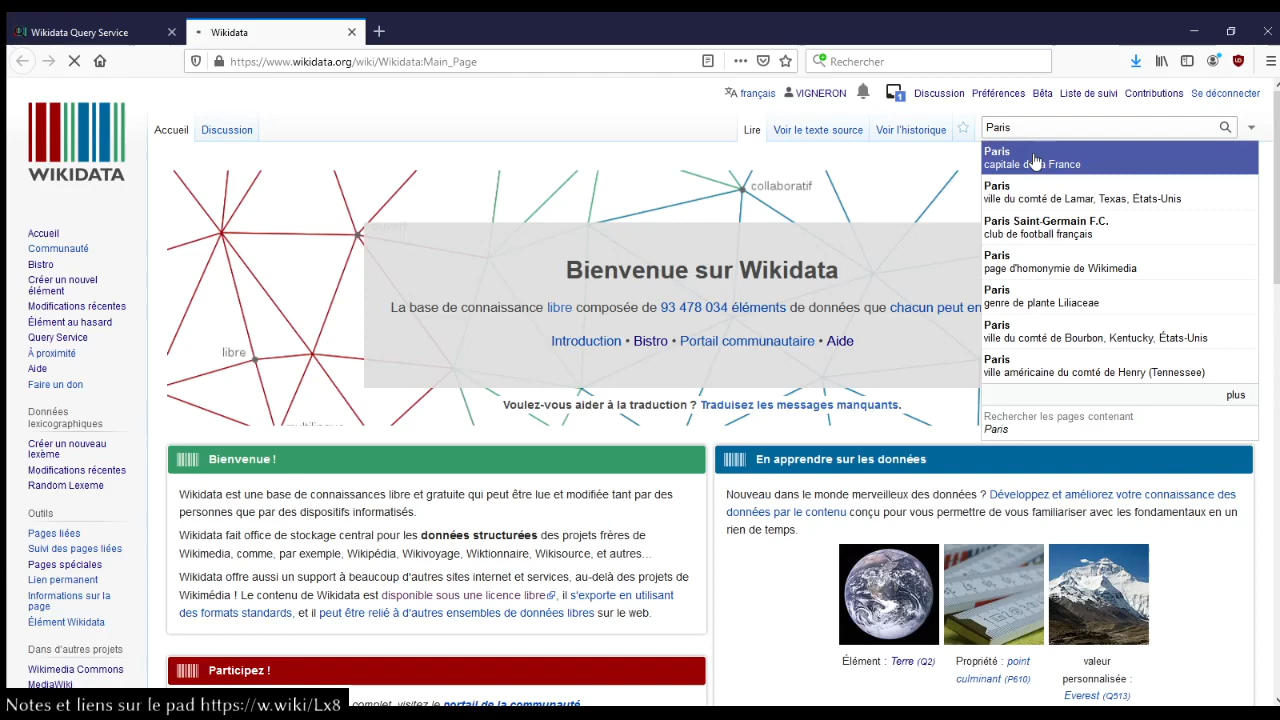 Wikidata Query Service
Wikidata
https://www.wikidata.org/wiki/Wikidata:Main_Page
Rechercher
français VIGNERON 1 Discussion Préférences Bêta Liste de suivi Contributions Se déconnecter
WIKIDATA
Accueil Discussion
Lire Voir le texte source Voir l'historique
Paris
Paris
capitale de la France
Paris
ville du comté de Lamar, Texas, États-Unis
Paris Saint-Germain F.C.
club de football français
Paris
page d'homonymie de Wikimedia
Paris
genre de plante Liliaceae
Paris
ville du comté de Bourbon, Kentucky, États-Unis
Paris
ville américaine du comté de Henry (Tennessee)
plus
Rechercher les pages contenant
Paris
Accueil
Communauté
Bistro
Créer un nouvel
élément
Modifications récentes
Élément au hasard
Query Service
À proximité
Aide
Faire un don
Données
lexicographiques
Créer un nouveau
lexème
Modifications récentes
Random Lexeme
Outils
Pages liées
Suivi des pages liées
Pages spéciales
Lien permanent
Informations sur la
page
Élément Wikidata
Dans d'autres projets
Wikimedia Commons
MediaWiki
collaboratif
libre
multilingue
Bienvenue sur Wikidata
La base de connaissance libre composée de 93 478 034 éléments de données que chacun peut en
Introduction • Bistro • Portail communautaire • Aide
Voulez-vous aider à la traduction ? Traduisez les messages manquants.
Bienvenue !
Wikidata est une base de connaissances libre et gratuite qui peut être lue et modifiée tant par des
personnes que par des dispositifs informatisés.
Wikidata fait office de stockage central pour les données structurées des projets frères de
Wikimedia, comme, par exemple, Wikipédia, Wikivoyage, Wiktionnaire, Wikisource, et autres...
Wikidata offre aussi un support à beaucoup d'autres sites internet et services, au-delà des projets de
Wikimédia ! Le contenu de Wikidata est disponible sous une licence libre, il s'exporte en utilisant
des formats standards, et il peut être relié à d'autres ensembles de données libres sur le web.
Participez !
complet, visitez le portail de la communauté
En apprendre sur les données
Nouveau dans le monde merveilleux des données ? Développez et améliorez votre connaissance des
données par le contenu conçu pour vous permettre de vous familiariser avec les fondamentaux en un
rien de temps.
Élément : Terre (Q2)
Propriété : point
culminant (P610)
valeur
personnalisée :
Everest (Q513)
Notes et liens sur le pad https://w.wiki/Lx8